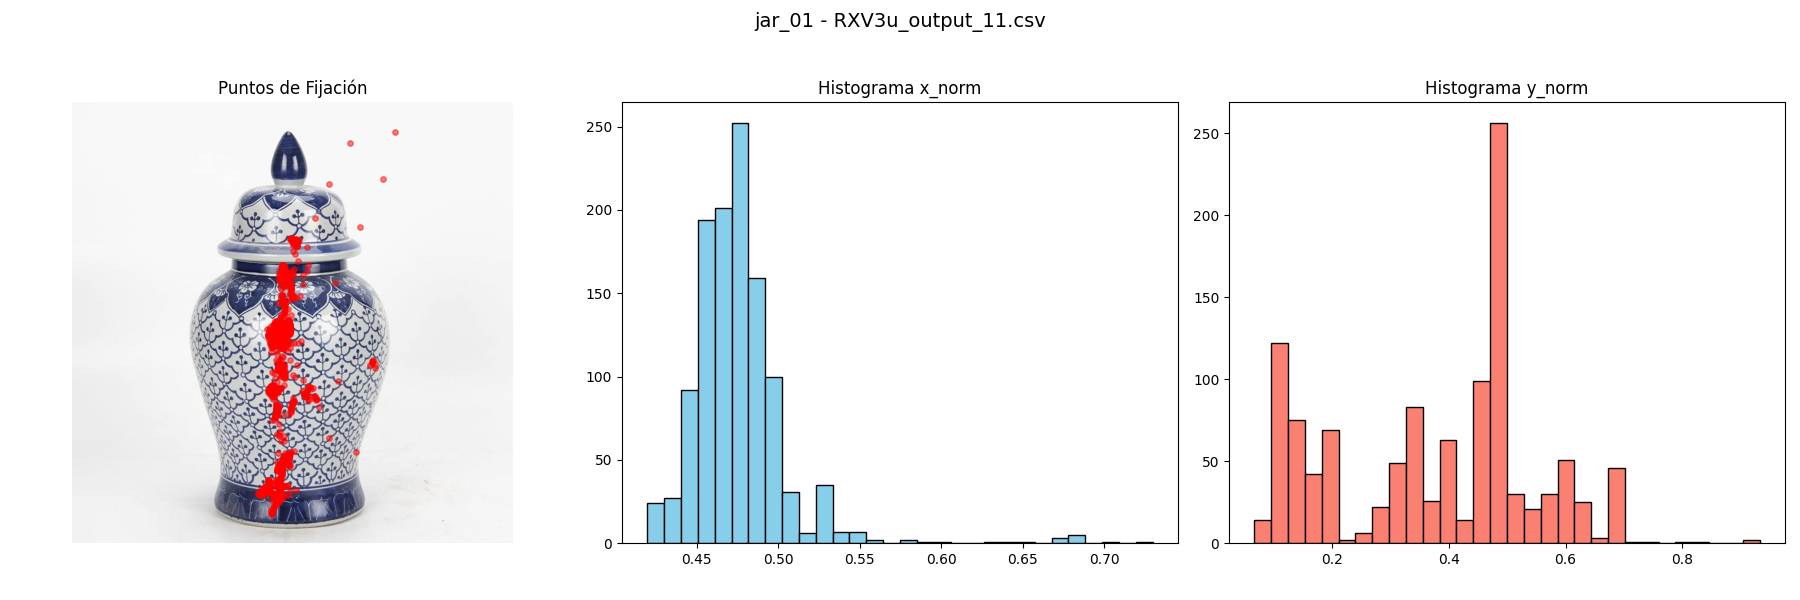 jar_01 - RXV3u_output_11.csv
Puntos de Fijación
Histograma x_norm
250
200
150
100
50
0
0.45 0.50 0.55 0.60 0.65 0.70
Histograma y_norm
250
200
150
100
50
0
0.2 0.4 0.6 0.8